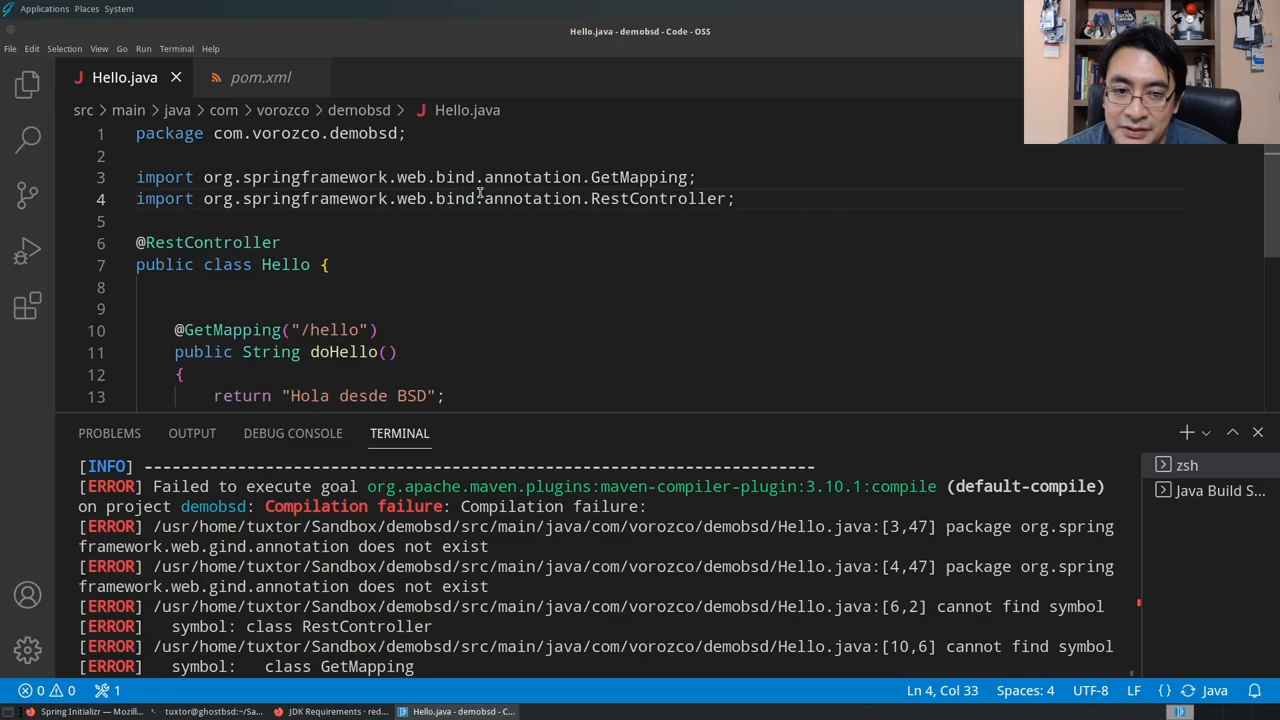 Applications Places System
Hello.java - demobsd - Code - OSS
File Edit Selection View Go Run Terminal Help
Hello.java pom.xml
src > main > java > com > vorozco > demobsd > Hello.java
1 package com.vorozco.demobsd;
2
3 import org.springframework.web.bind.annotation.GetMapping;
4 import org.springframework.web.bind.annotation.RestController;
5
6 @RestController
7 public class Hello {
8
9
10 @GetMapping("/hello")
11 public String doHello()
12 {
13 return "Hola desde BSD";
PROBLEMS OUTPUT DEBUG CONSOLE TERMINAL
zsh
Java Build S...
[INFO] ------------------------------------------------------------------------
[ERROR] Failed to execute goal org.apache.maven.plugins:maven-compiler-plugin:3.10.1:compile (default-compile)
on project demobsd: Compilation failure: Compilation failure:
[ERROR] /usr/home/tuxtor/Sandbox/demobsd/src/main/java/com/vorozco/demobsd/Hello.java:[3,47] package org.spring
framework.web.gind.annotation does not exist
[ERROR] /usr/home/tuxtor/Sandbox/demobsd/src/main/java/com/vorozco/demobsd/Hello.java:[4,47] package org.spring
framework.web.gind.annotation does not exist
[ERROR] /usr/home/tuxtor/Sandbox/demobsd/src/main/java/com/vorozco/demobsd/Hello.java:[6,2] cannot find symbol
[ERROR] symbol: class RestController
[ERROR] /usr/home/tuxtor/Sandbox/demobsd/src/main/java/com/vorozco/demobsd/Hello.java:[10,6] cannot find symbol
[ERROR] symbol: class GetMapping
0 0 1 Ln 4, Col 33 Spaces: 4 UTF-8 LF {} Java
Spring Initializr — Mozill... tuxtor@ghostbsd:~/Sa... JDK Requirements · red... Hello.java - demobsd - C...